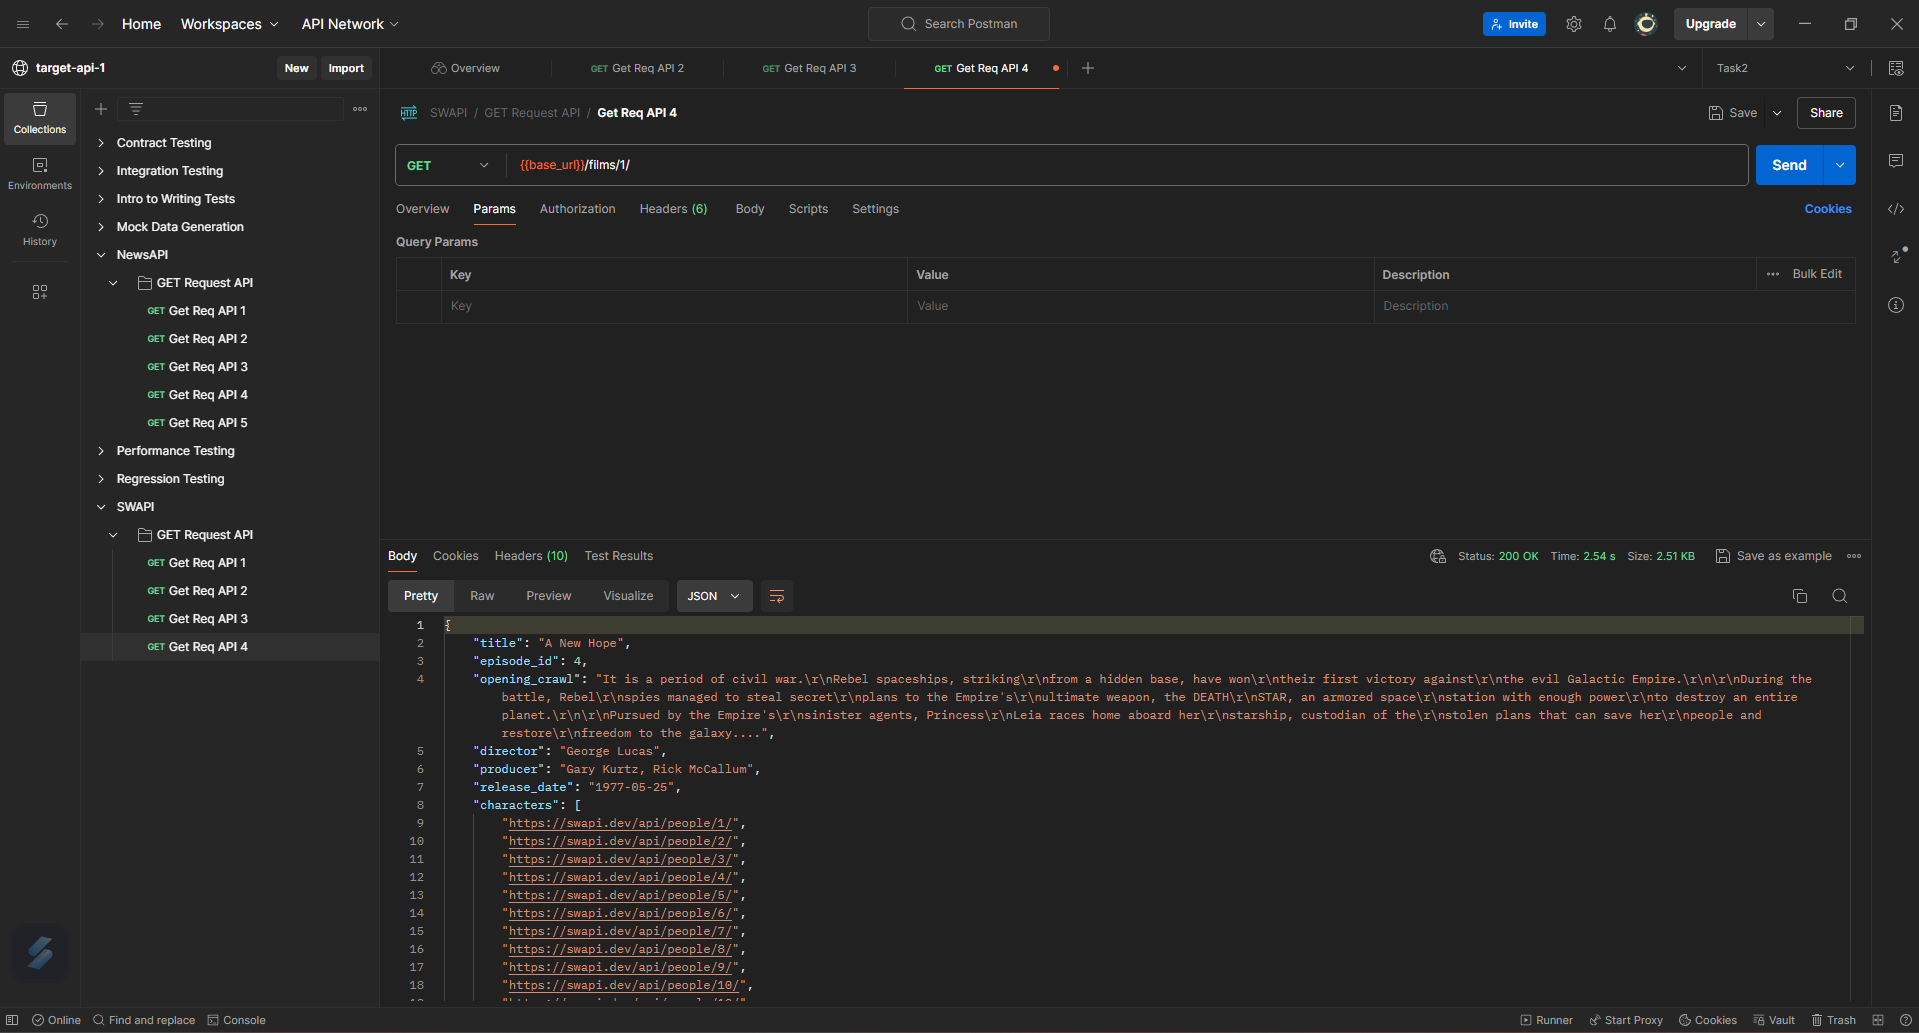 Home Workspaces API Network Search Postman Invite Upgrade
target-api-1 New Import Overview GET Get Req API 2 GET Get Req API 3 GET Get Req API 4 Task2
Collections
Environments
History
Contract Testing
Integration Testing
Intro to Writing Tests
Mock Data Generation
NewsAPI
GET Request API
GET Get Req API 1
GET Get Req API 2
GET Get Req API 3
GET Get Req API 4
GET Get Req API 5
Performance Testing
Regression Testing
SWAPI
GET Request API
GET Get Req API 1
GET Get Req API 2
GET Get Req API 3
GET Get Req API 4
HTTP SWAPI / GET Request API / Get Req API 4 Save Share
GET {{base_url}}/films/1/ Send
Overview Params Authorization Headers (6) Body Scripts Settings Cookies
Query Params
Key Value Description Bulk Edit
Key Value Description
Body Cookies Headers (10) Test Results Status: 200 OK Time: 2.54 s Size: 2.51 KB Save as example
Pretty Raw Preview Visualize JSON
1 {
2 "title": "A New Hope",
3 "episode_id": 4,
4 "opening_crawl": "It is a period of civil war.\r\nRebel spaceships, striking\r\nfrom a hidden base, have won\r\ntheir first victory against\r\nthe evil Galactic Empire.\r\n\r\nDuring the
battle, Rebel\r\nspies managed to steal secret\r\nplans to the Empire's\r\nultimate weapon, the DEATH\r\nSTAR, an armored space\r\nstation with enough power\r\nto destroy an entire
planet.\r\n\r\nPursued by the Empire's\r\nsinister agents, Princess\r\nLeia races home aboard her\r\nstarship, custodian of the\r\nstolen plans that can save her\r\npeople and
restore\r\nfreedom to the galaxy....",
5 "director": "George Lucas",
6 "producer": "Gary Kurtz, Rick McCallum",
7 "release_date": "1977-05-25",
8 "characters": [
9 "https://swapi.dev/api/people/1/",
10 "https://swapi.dev/api/people/2/",
11 "https://swapi.dev/api/people/3/",
12 "https://swapi.dev/api/people/4/",
13 "https://swapi.dev/api/people/5/",
14 "https://swapi.dev/api/people/6/",
15 "https://swapi.dev/api/people/7/",
16 "https://swapi.dev/api/people/8/",
17 "https://swapi.dev/api/people/9/",
18 "https://swapi.dev/api/people/10/",
Online Find and replace Console Runner Start Proxy Cookies Vault Trash